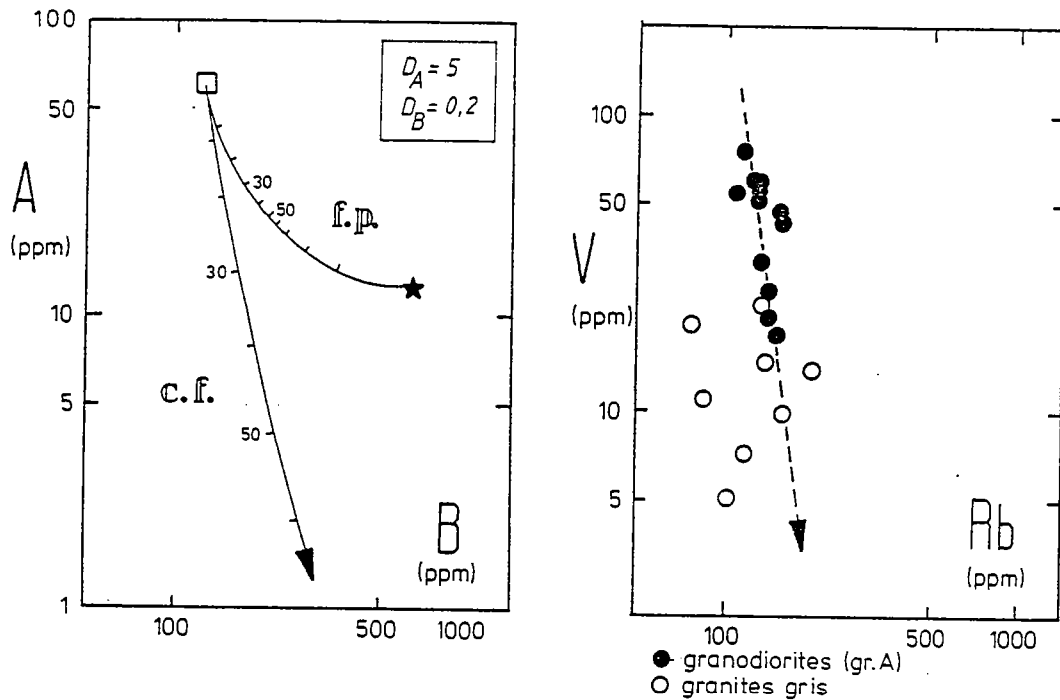 100
50
A
(ppm)
10
5
1
D_A = 5
D_B = 0,2
30
50
f.p.
30
c.f.
50
B
(ppm)
100
500
1000
100
50
V
(ppm)
10
5
Rb
(ppm)
100
500
1000
granodiorites (gr.A)
granites gris